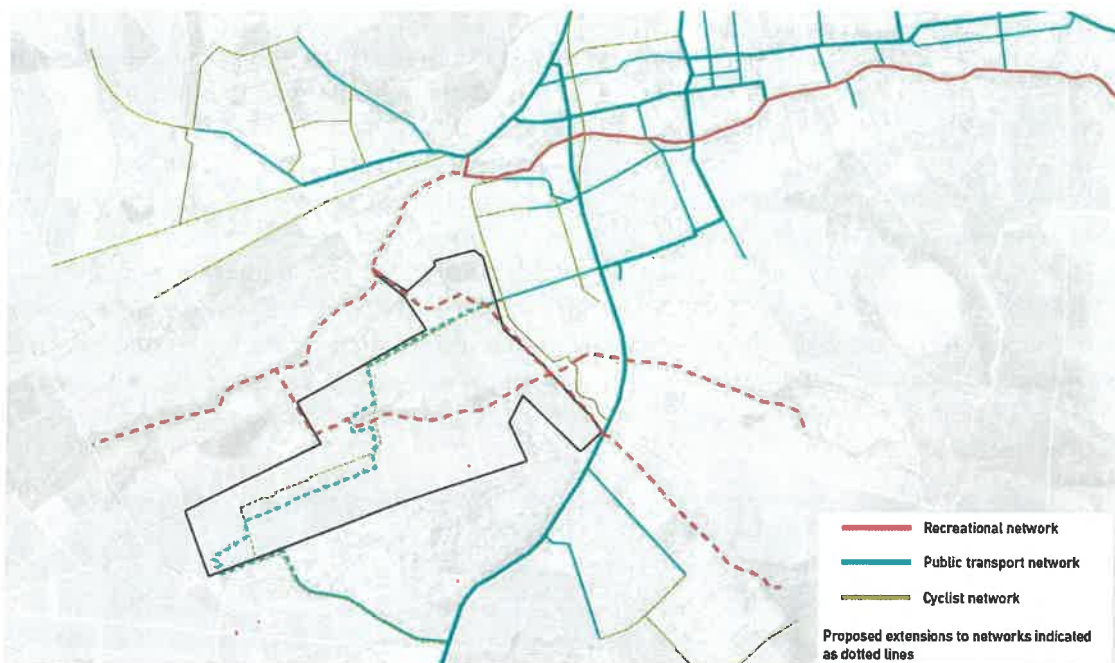 Recreational network
Public transport network
Cyclist network
Proposed extensions to networks indicated
as dotted lines